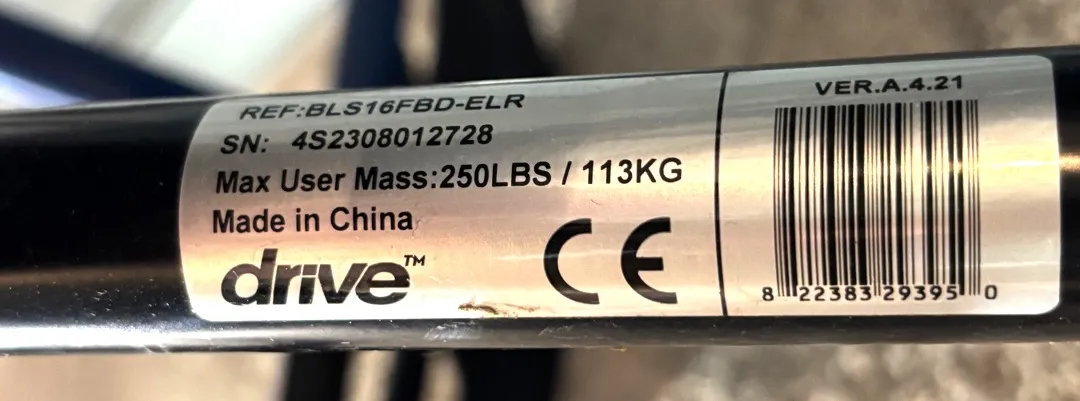 REF:BLS16FBD-ELR
SN: 4S2308012728
Max User Mass:250LBS / 113KG
Made in China
drive™
CE
VER.A.4.21
8 22383 29395 0